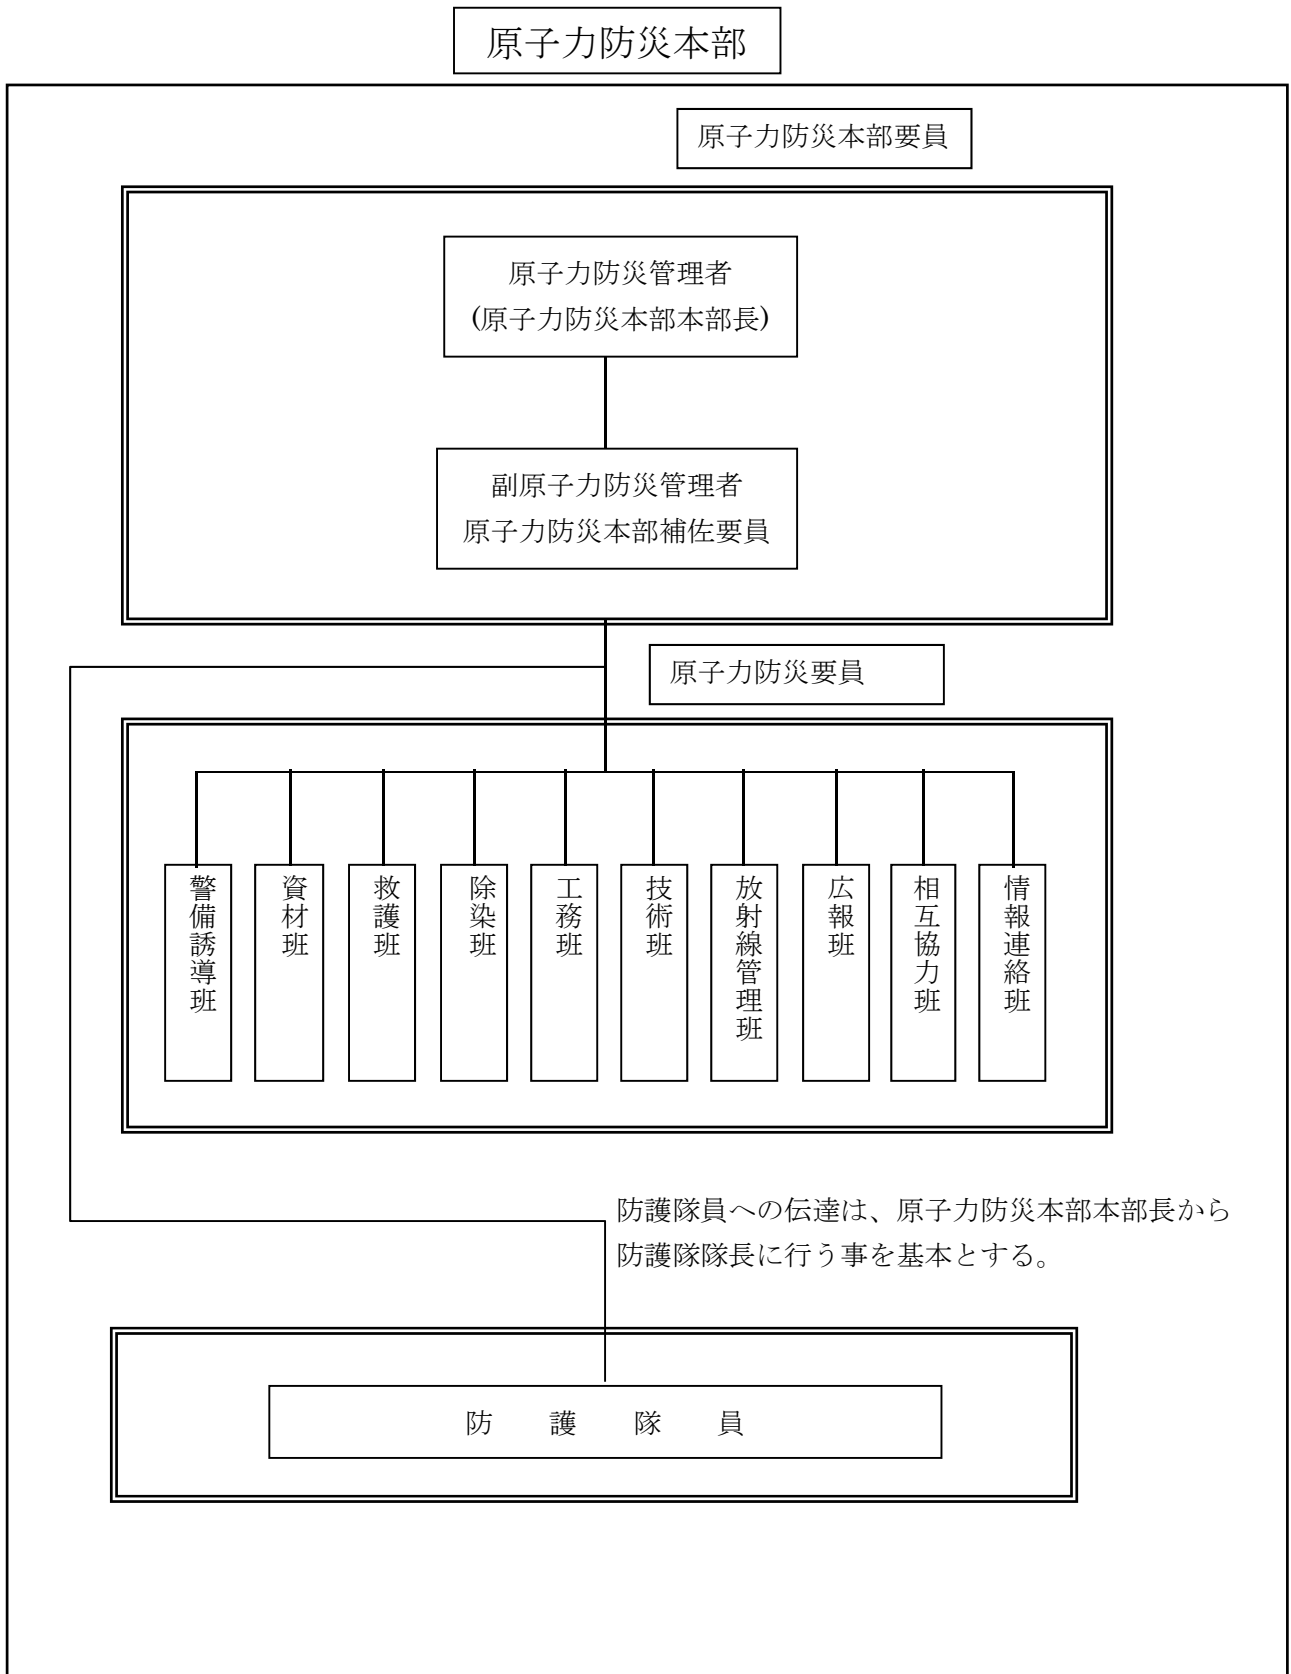 原子力防災本部
原子力防災本部要員
原子力防災管理者
(原子力防災本部本部長)
副原子力防災管理者
原子力防災本部補佐要員
原子力防災要員
警備誘導班
資材班
救護班
除染班
工務班
技術班
放射線管理班
広報班
相互協力班
情報連絡班
防護隊員への伝達は、原子力防災本部本部長から
防護隊隊長に行う事を基本とする。
防　護　隊　員